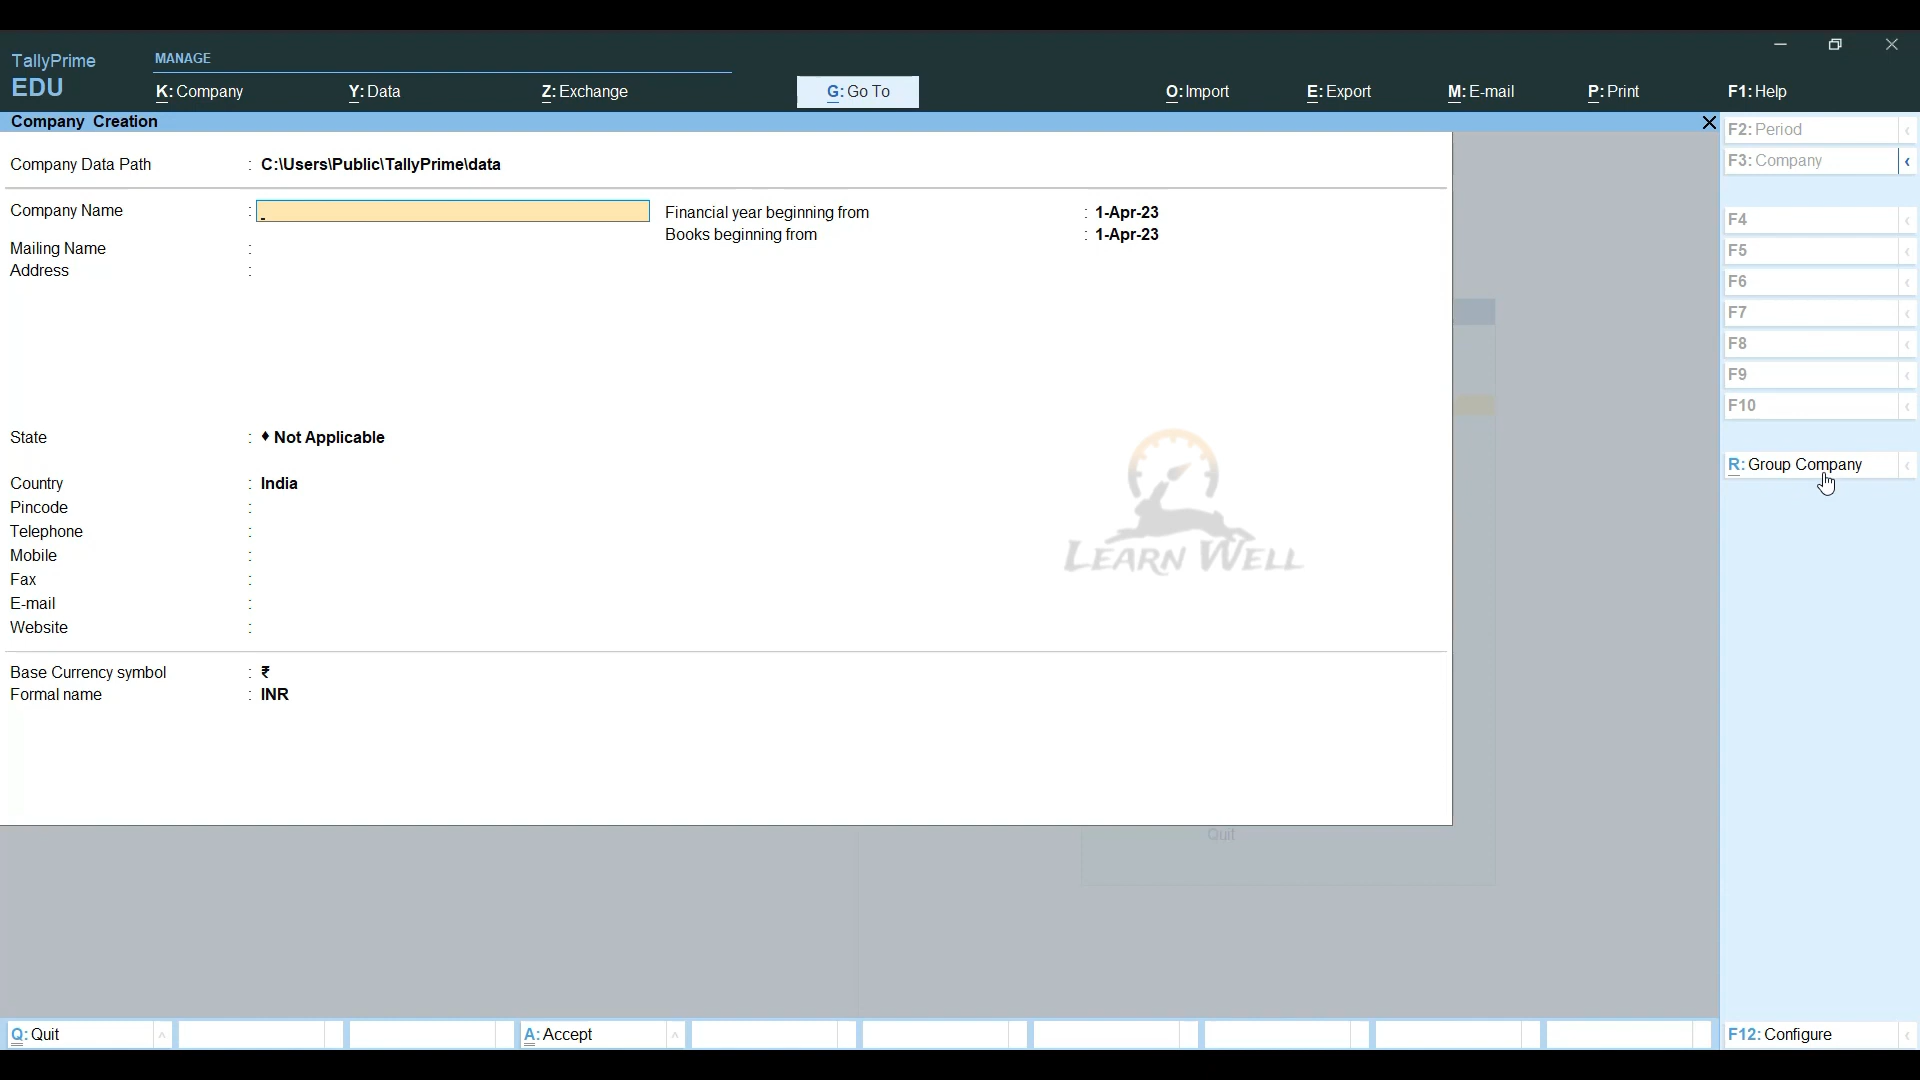 TallyPrime
EDU
MANAGE
K: Company
Y: Data
Z: Exchange
G: Go To
O: Import
E: Export
M: E-mail
P: Print
F1: Help
Company Creation
Company Data Path : C:\Users\Public\TallyPrime\data
Company Name :
Financial year beginning from : 1-Apr-23
Books beginning from : 1-Apr-23
Mailing Name :
Address :
State : ♦ Not Applicable
Country : India
Pincode :
Telephone :
Mobile :
Fax :
E-mail :
Website :
Base Currency symbol : ₹
Formal name : INR
LEARN WELL
Quit
F2: Period
F3: Company
F4
F5
F6
F7
F8
F9
F10
R: Group Company
Q: Quit
A: Accept
F12: Configure